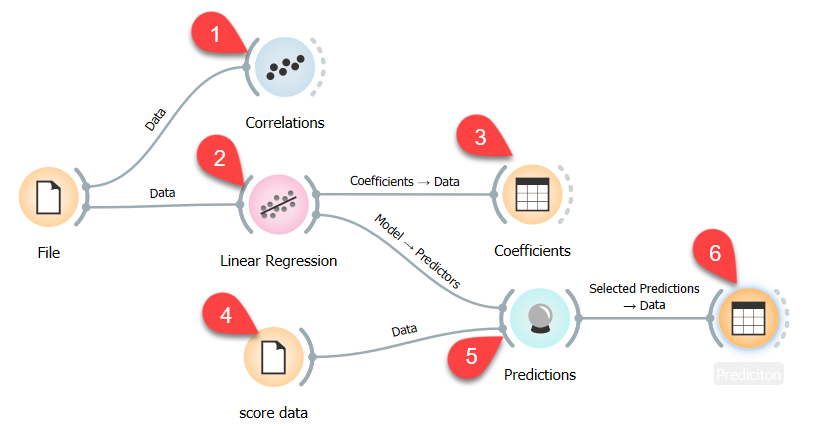 1
Correlations
Data
File
Data
2
Linear Regression
Coefficients → Data
3
Coefficients
Model → Predictors
4
score data
Data
5
Predictions
Selected Predictions
→ Data
6
Prediciton